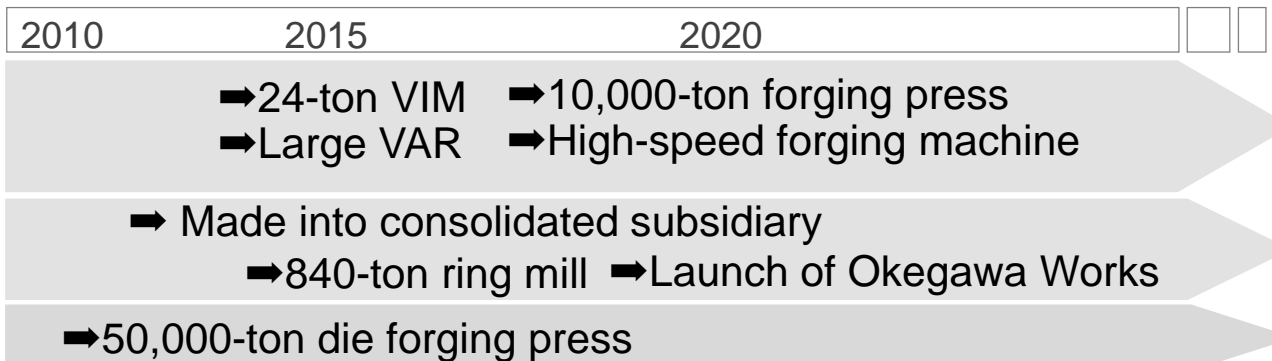 2010 2015 2020
➡24-ton VIM ➡10,000-ton forging press
➡Large VAR ➡High-speed forging machine
➡ Made into consolidated subsidiary
➡840-ton ring mill ➡Launch of Okegawa Works
➡50,000-ton die forging press